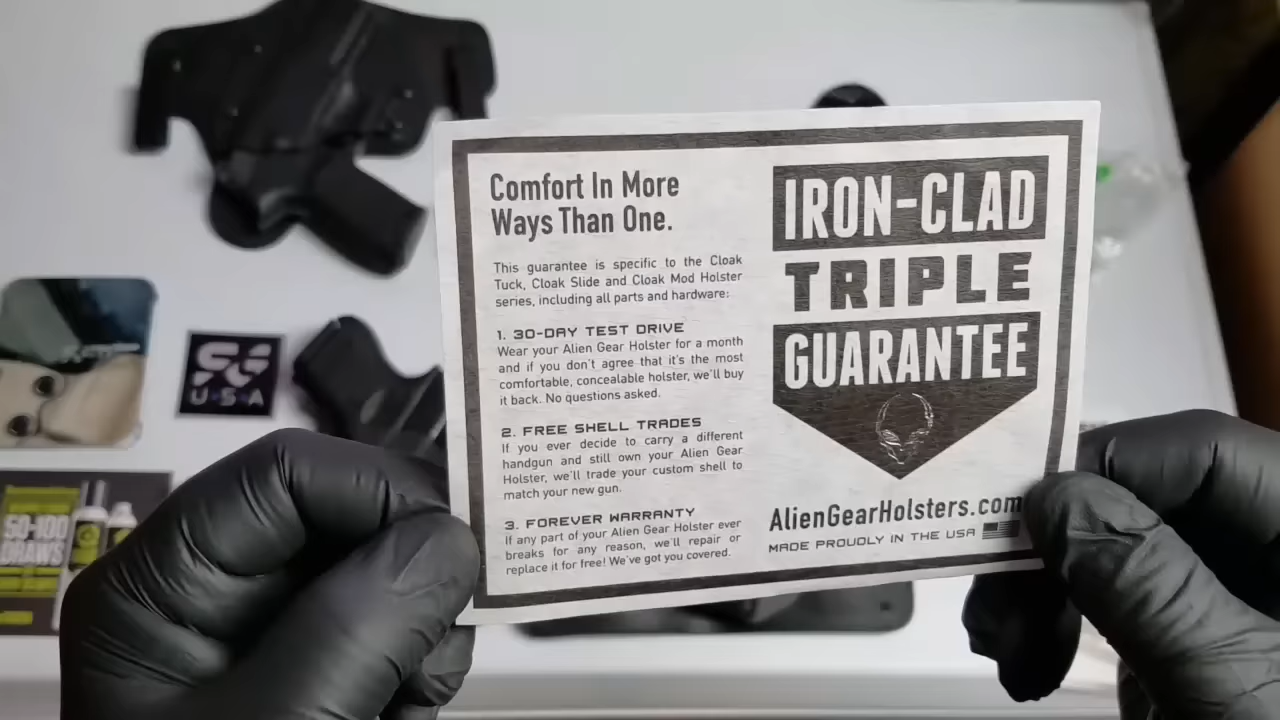 Comfort In More
Ways Than One.
This guarantee is specific to the Cloak
Tuck, Cloak Slide and Cloak Mod Holster
series, including all parts and hardware:
1. 30-DAY TEST DRIVE
Wear your Alien Gear Holster for a month
and if you don't agree that it's the most
comfortable, concealable holster, we'll buy
it back. No questions asked.
2. FREE SHELL TRADES
If you ever decide to carry a different
handgun and still own your Alien Gear
Holster, we'll trade your custom shell to
match your new gun.
3. FOREVER WARRANTY
If any part of your Alien Gear Holster ever
breaks for any reason, we'll repair or
replace it for free! We've got you covered.
IRON-CLAD
TRIPLE
GUARANTEE
AlienGearHolsters.com
MADE PROUDLY IN THE USA
USA
50-100
DRAWS